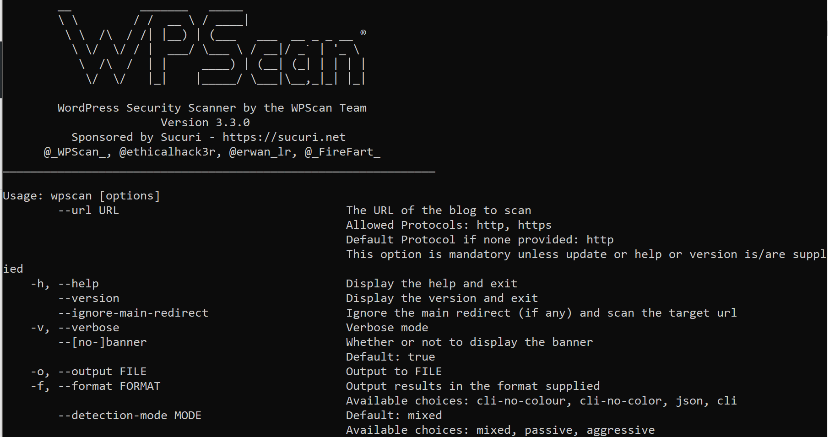 WPScan ®
WordPress Security Scanner by the WPScan Team
Version 3.3.0
Sponsored by Sucuri - https://sucuri.net
@_WPScan_, @ethicalhack3r, @erwan_lr, @_FireFart_
Usage: wpscan [options]
--url URL The URL of the blog to scan
Allowed Protocols: http, https
Default Protocol if none provided: http
This option is mandatory unless update or help or version is/are suppl
ied
-h, --help Display the help and exit
--version Display the version and exit
--ignore-main-redirect Ignore the main redirect (if any) and scan the target url
-v, --verbose Verbose mode
--[no-]banner Whether or not to display the banner
Default: true
-o, --output FILE Output to FILE
-f, --format FORMAT Output results in the format supplied
Available choices: cli-no-colour, cli-no-color, json, cli
--detection-mode MODE Default: mixed
Available choices: mixed, passive, aggressive